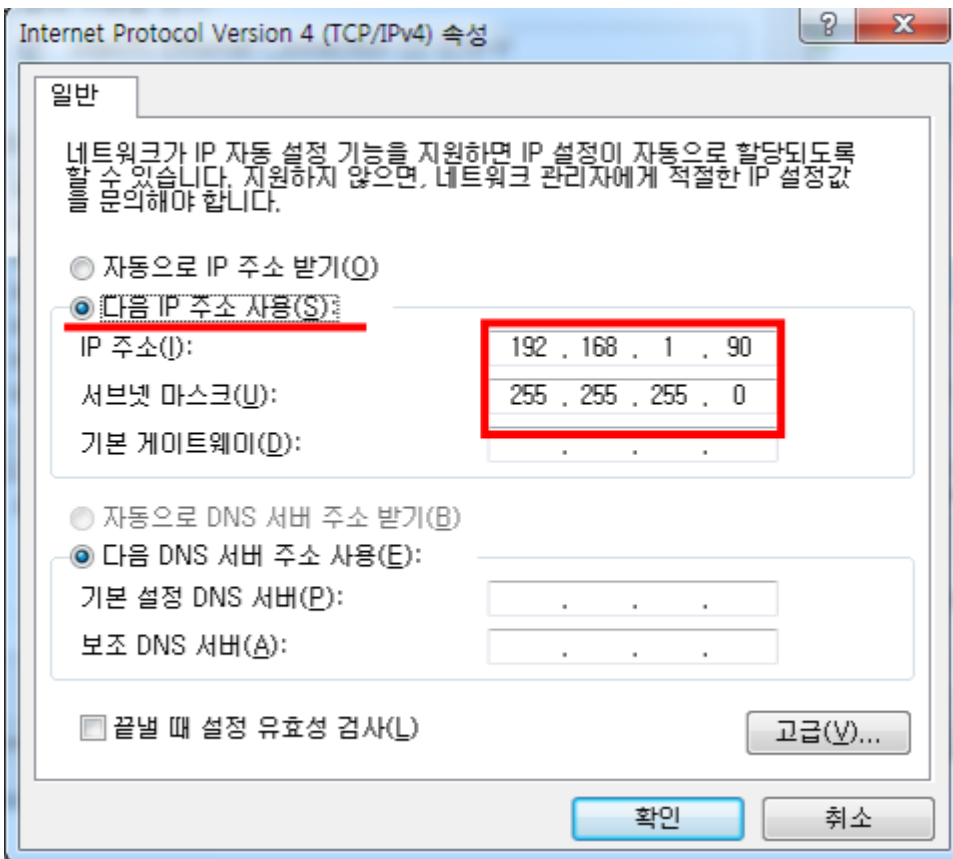 Internet Protocol Version 4 (TCP/IPv4) 속성
일반
네트워크가 IP 자동 설정 기능을 지원하면 IP 설정이 자동으로 할당되도록
할 수 있습니다. 지원하지 않으면, 네트워크 관리자에게 적절한 IP 설정값
을 문의해야 합니다.
자동으로 IP 주소 받기(O)
다음 IP 주소 사용(S):
IP 주소(I): 192 . 168 . 1 . 90
서브넷 마스크(U): 255 . 255 . 255 . 0
기본 게이트웨이(D): . . .
자동으로 DNS 서버 주소 받기(B)
다음 DNS 서버 주소 사용(E):
기본 설정 DNS 서버(P): . . .
보조 DNS 서버(A): . . .
끝낼 때 설정 유효성 검사(L)
고급(V)...
확인 취소